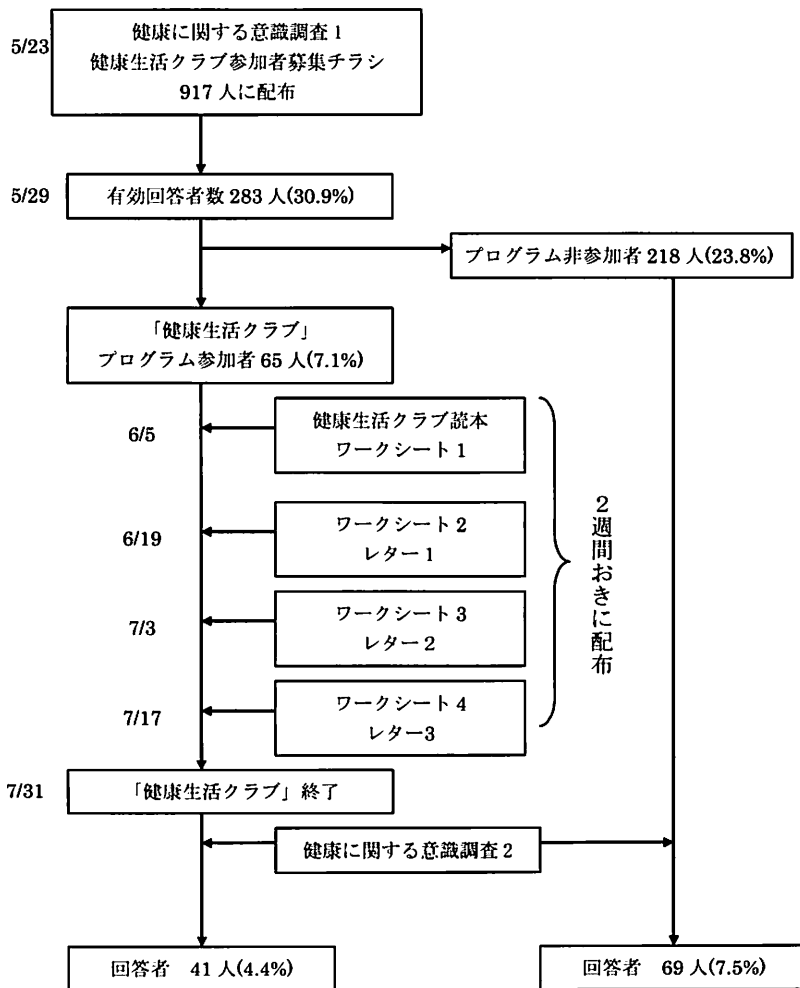 5/23
健康に関する意識調査 1
健康生活クラブ参加者募集チラシ
917 人に配布
5/29
有効回答者数 283 人(30.9%)
プログラム非参加者 218 人(23.8%)
「健康生活クラブ」
プログラム参加者 65 人(7.1%)
6/5
健康生活クラブ読本
ワークシート 1
6/19
ワークシート 2
レター 1
7/3
ワークシート 3
レター 2
7/17
ワークシート 4
レター3
2週間おきに配布
7/31
「健康生活クラブ」終了
健康に関する意識調査 2
回答者　41 人(4.4%)
回答者　69 人(7.5%)